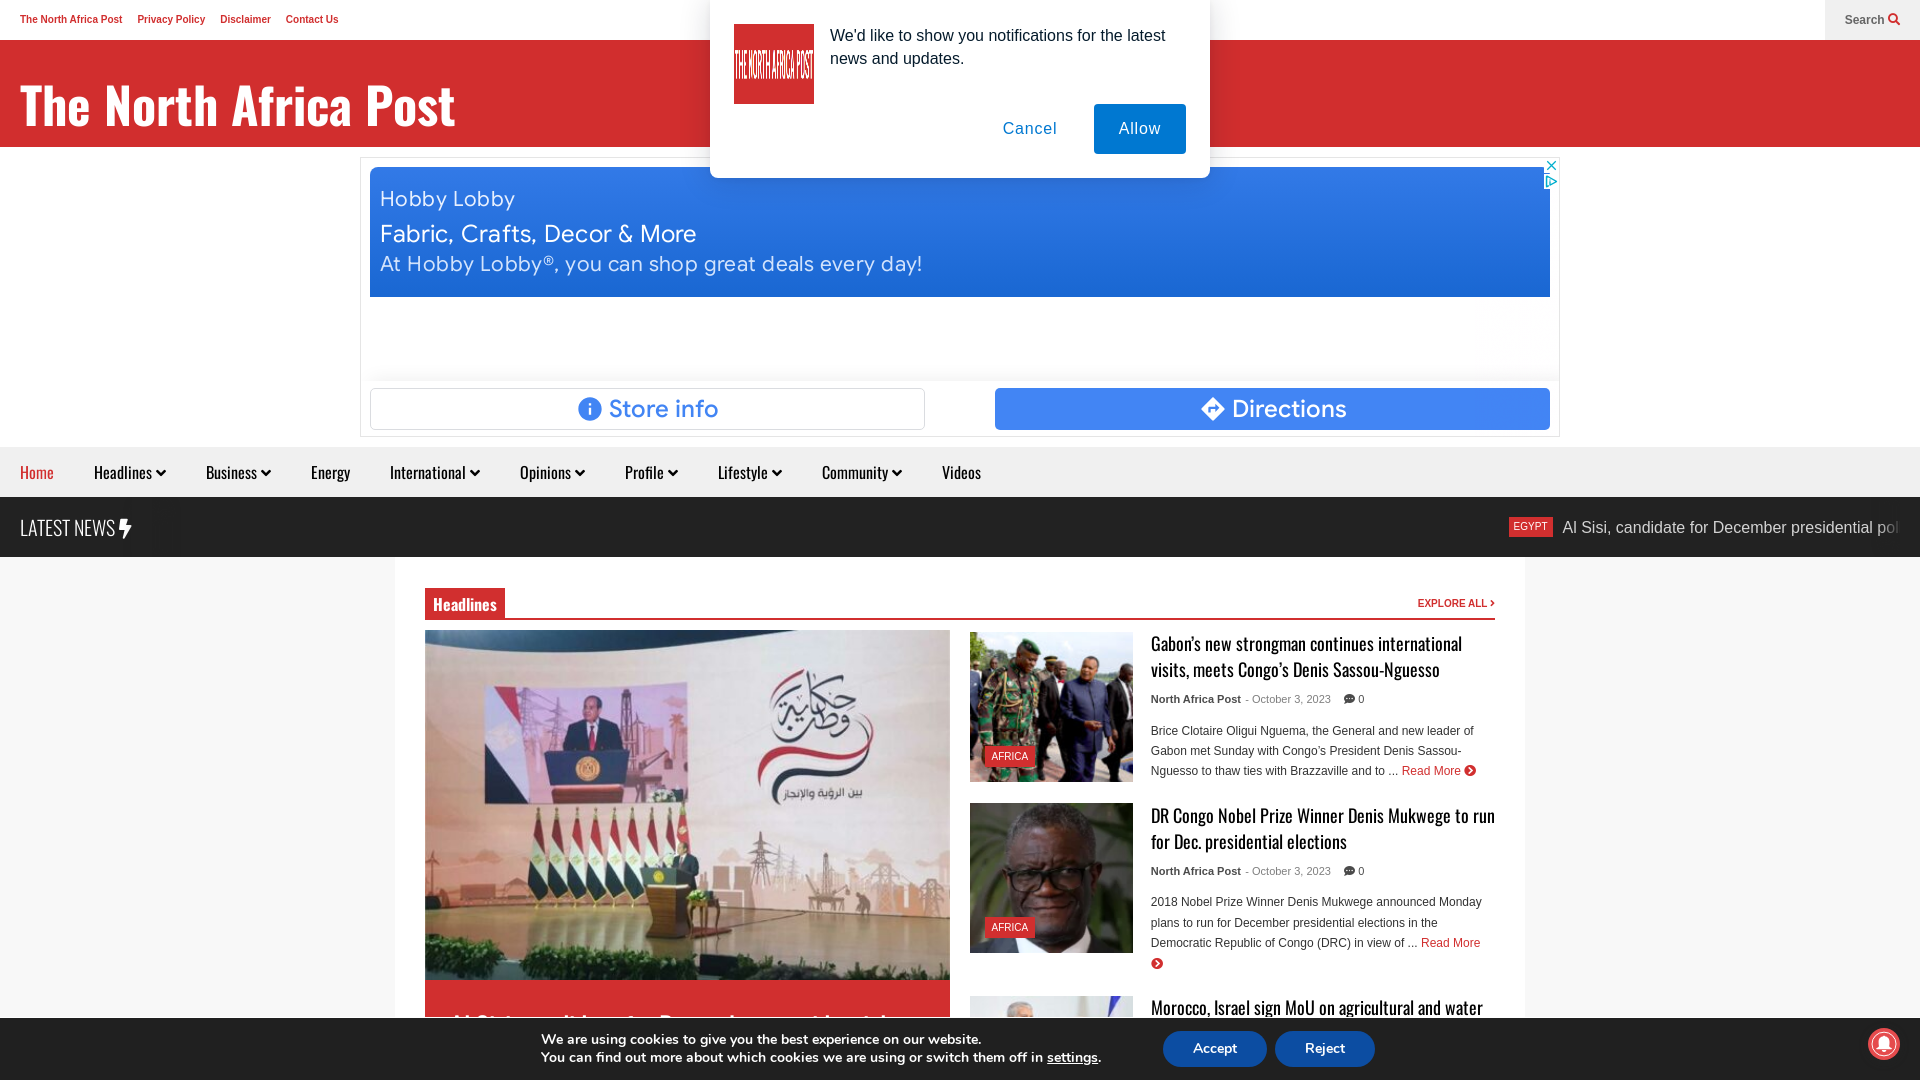 The North Africa Post
Privacy Policy
Disclaimer
Contact Us
Search
THE NORTH AFRICA POST
We'd like to show you notifications for the latest
news and updates.
Cancel
Allow
The North Africa Post
Hobby Lobby
Fabric, Crafts, Decor & More
At Hobby Lobby®, you can shop great deals every day!
Store info
Directions
Home
Headlines
Business
Energy
International
Opinions
Profile
Lifestyle
Community
Videos
LATEST NEWS
EGYPT
Al Sisi, candidate for December presidential pol
Headlines
EXPLORE ALL
حكاية
وطن
بين الرؤية والإنجاز
Gabon’s new strongman continues international
visits, meets Congo’s Denis Sassou-Nguesso
North Africa Post - October 3, 2023 0
Brice Clotaire Oligui Nguema, the General and new leader of
Gabon met Sunday with Congo’s President Denis Sassou-
Nguesso to thaw ties with Brazzaville and to ... Read More
AFRICA
DR Congo Nobel Prize Winner Denis Mukwege to run
for Dec. presidential elections
North Africa Post - October 3, 2023 0
2018 Nobel Prize Winner Denis Mukwege announced Monday
plans to run for December presidential elections in the
Democratic Republic of Congo (DRC) in view of ... Read More
AFRICA
Morocco, Israel sign MoU on agricultural and water
We are using cookies to give you the best experience on our website.
You can find out more about which cookies we are using or switch them off in settings.
Accept
Reject